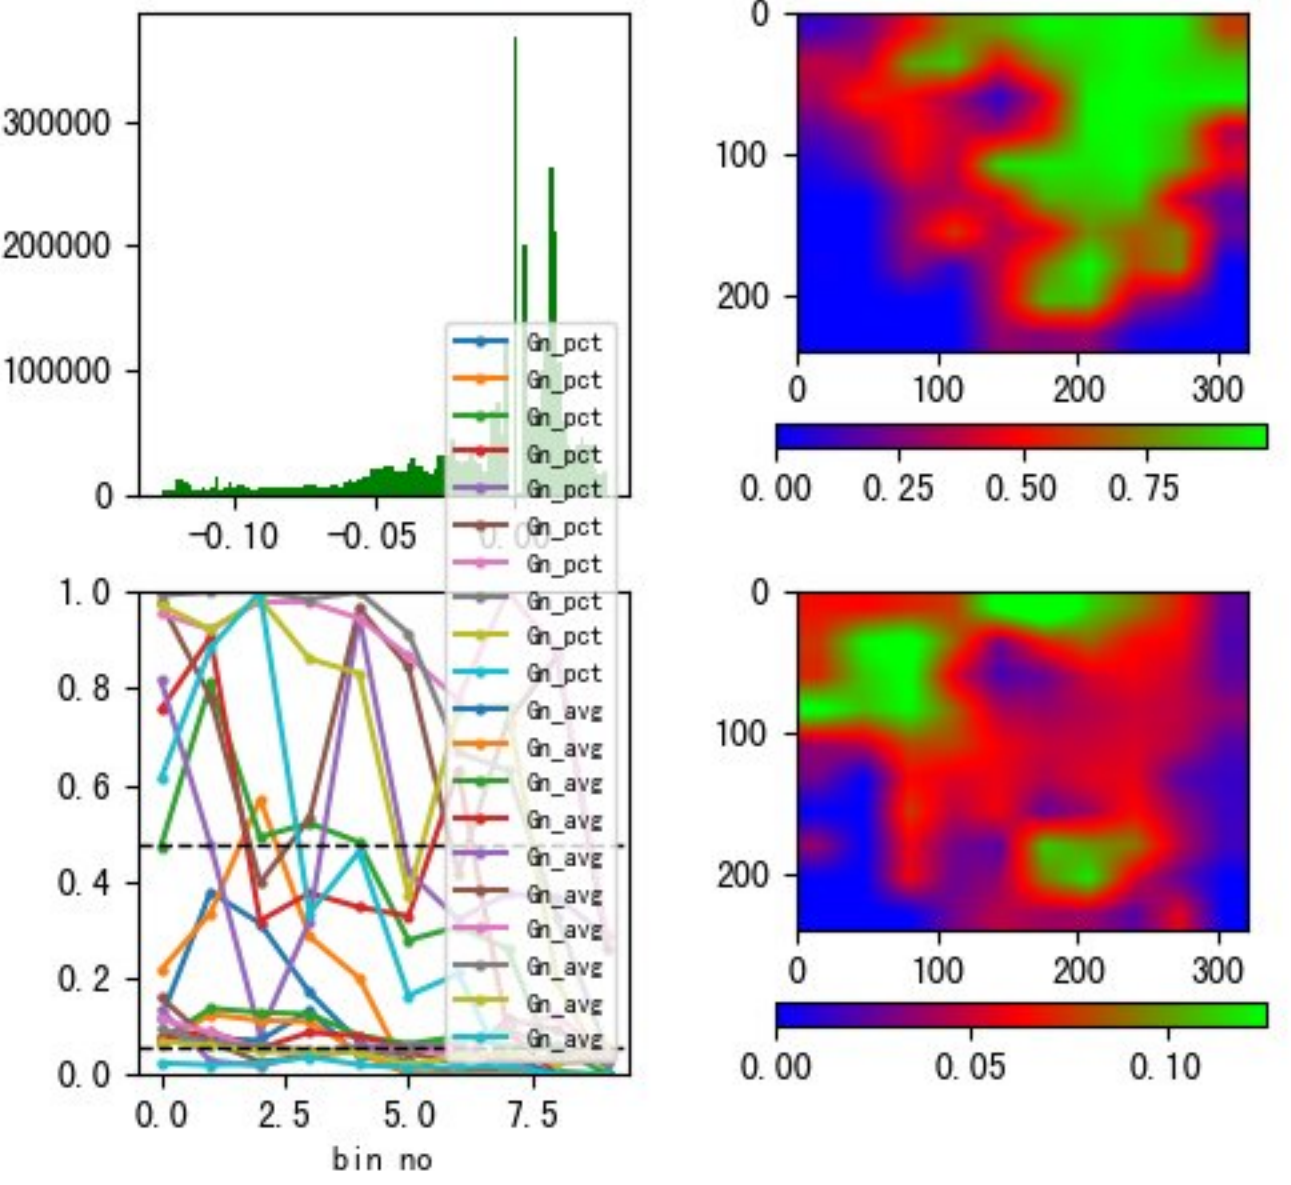 300000
200000
100000
0
-0.10 -0.05 0.00
Gn_pct
Gn_pct
Gn_pct
Gn_pct
Gn_pct
Gn_pct
Gn_pct
Gn_pct
Gn_pct
Gn_pct
Gn_avg
Gn_avg
Gn_avg
Gn_avg
Gn_avg
Gn_avg
Gn_avg
Gn_avg
Gn_avg
Gn_avg
1.0
0.8
0.6
0.4
0.2
0.0
0.0 2.5 5.0 7.5
bin no
0
100
200
0 100 200 300
0.00 0.25 0.50 0.75
0
100
200
0 100 200 300
0.00 0.05 0.10